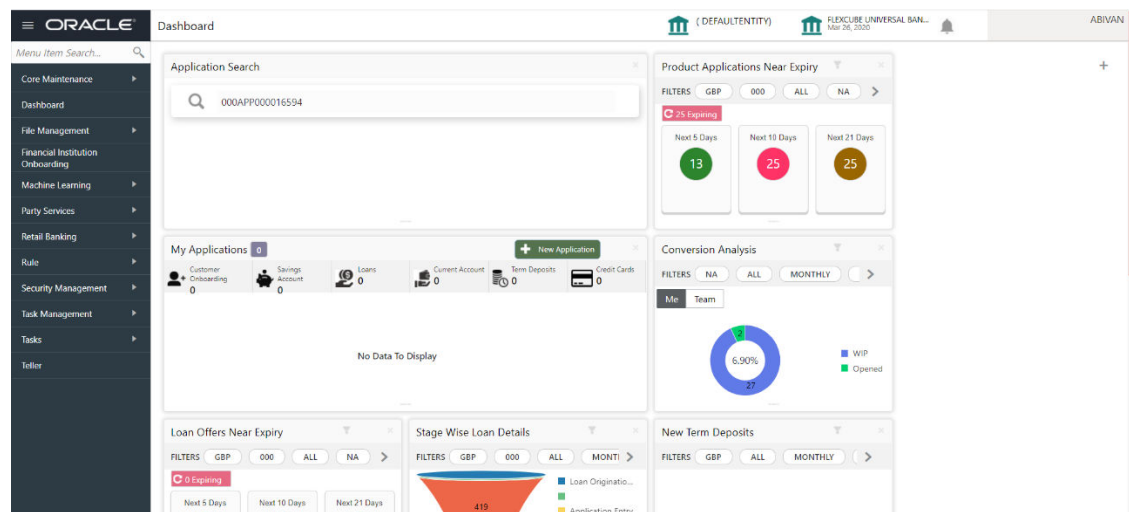 ORACLE
Dashboard
( DEFAULTENTITY)
FLEXCUBE UNIVERSAL BAN...
Mar 26, 2020
ABIVAN
Menu Item Search...
Core Maintenance
Dashboard
File Management
Financial Institution
Onboarding
Machine Learning
Party Services
Retail Banking
Rule
Security Management
Task Management
Tasks
Teller
Application Search
000APP000016594
Product Applications Near Expiry
FILTERS GBP 000 ALL NA
25 Expiring
Next 5 Days Next 10 Days Next 21 Days
13 25 25
My Applications 0
New Application
Customer Onboarding 0
Savings Account 0
Loans 0
Current Account 0
Term Deposits 0
Credit Cards 0
No Data To Display
Conversion Analysis
FILTERS NA ALL MONTHLY
Me Team
2
6.90%
27
WIP
Opened
Loan Offers Near Expiry
FILTERS GBP 000 ALL NA
0 Expiring
Next 5 Days Next 10 Days Next 21 Days
Stage Wise Loan Details
FILTERS GBP 000 ALL MONTI
419
Loan Originatio...
Application Entry
New Term Deposits
FILTERS GBP ALL MONTHLY